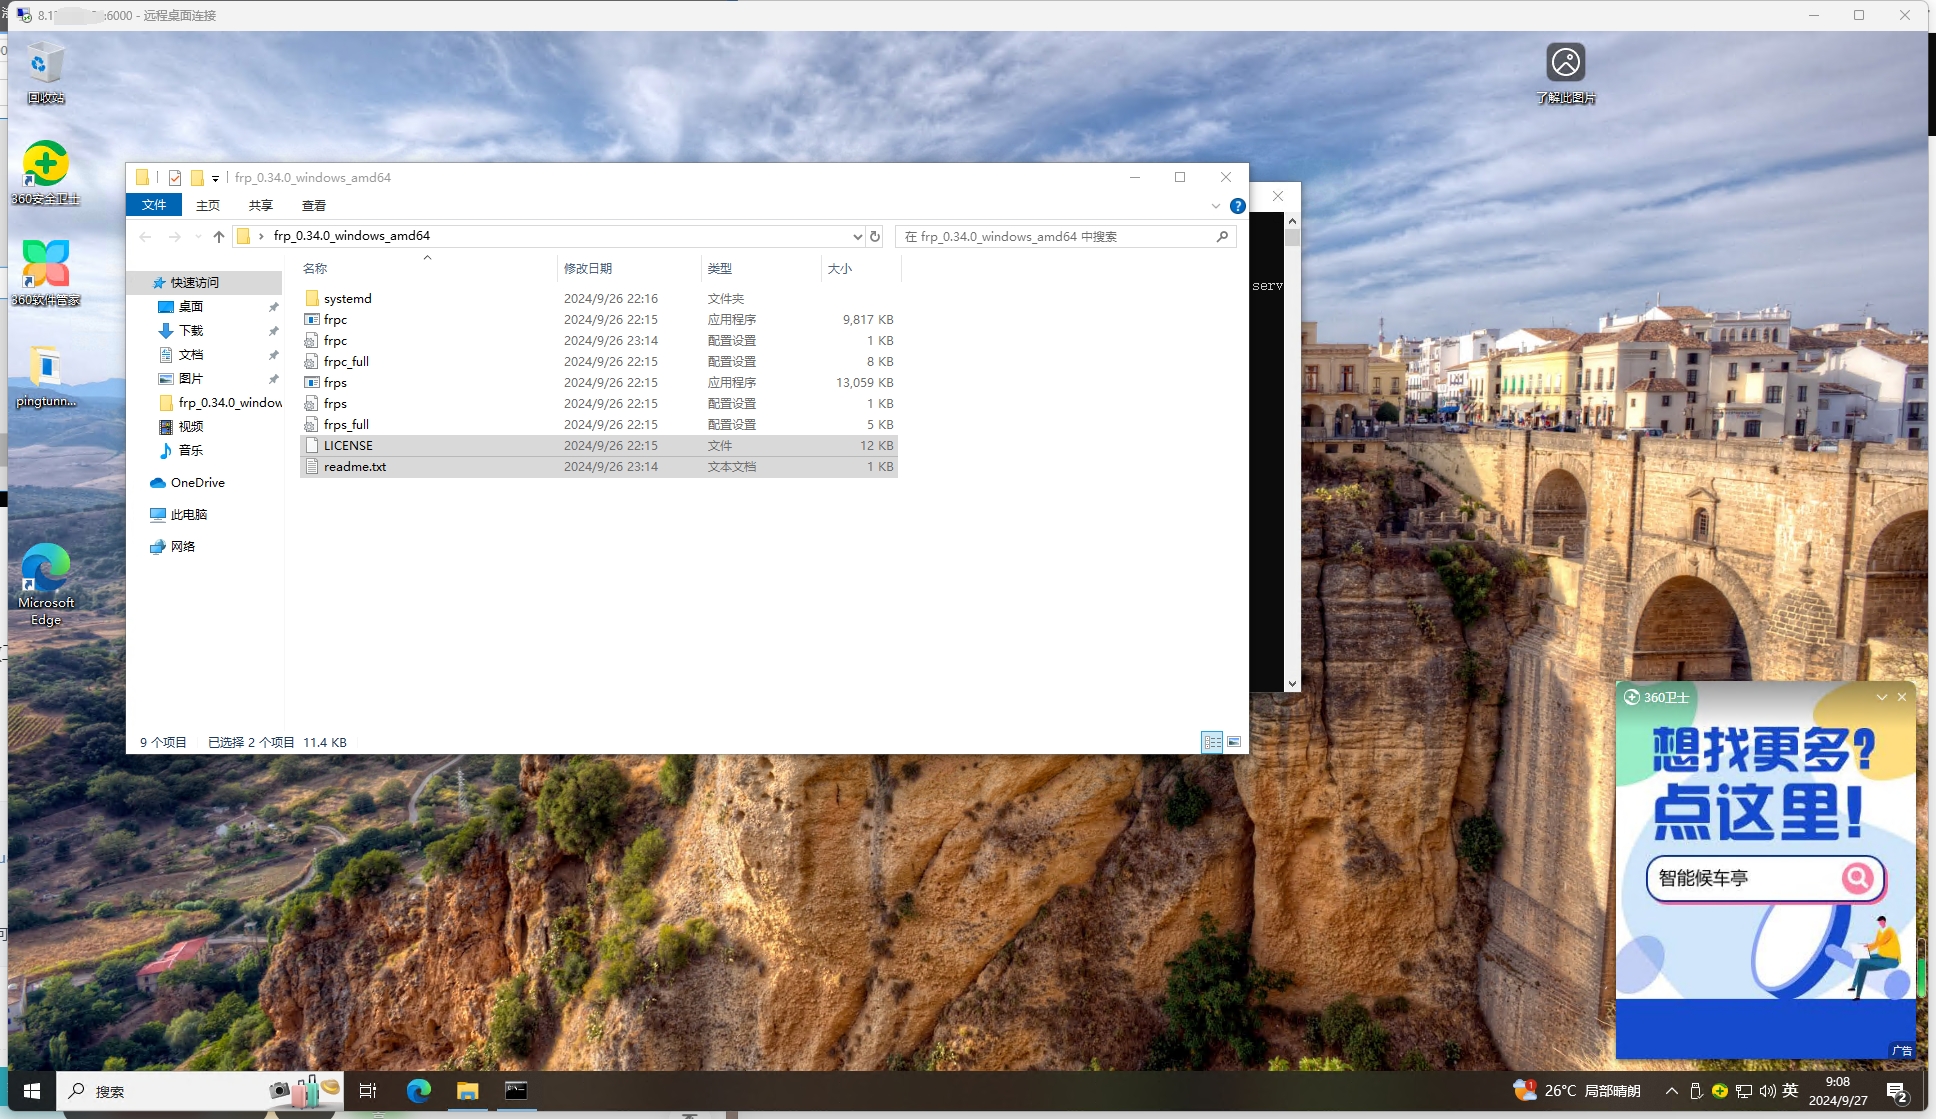 :6000 - 远程桌面连接
回收站
了解此图片
360安全卫士
360软件管家
pingtunn...
Microsoft
Edge
frp_0.34.0_windows_amd64
文件 主页 共享 查看
frp_0.34.0_windows_amd64
在 frp_0.34.0_windows_amd64 中搜索
名称 修改日期 类型 大小
快速访问
桌面
下载
文档
图片
frp_0.34.0_window
视频
音乐
OneDrive
此电脑
网络
systemd 2024/9/26 22:16 文件夹
frpc 2024/9/26 22:15 应用程序 9,817 KB
frpc 2024/9/26 23:14 配置设置 1 KB
frpc_full 2024/9/26 22:15 配置设置 8 KB
frps 2024/9/26 22:15 应用程序 13,059 KB
frps 2024/9/26 22:15 配置设置 1 KB
frps_full 2024/9/26 22:15 配置设置 5 KB
LICENSE 2024/9/26 22:15 文件 12 KB
readme.txt 2024/9/26 23:14 文本文档 1 KB
9 个项目 已选择 2 个项目 11.4 KB
serv
360卫士
想找更多?
点这里!
智能候车亭
广告
搜索
26°C 局部晴朗
英
9:08
2024/9/27
2